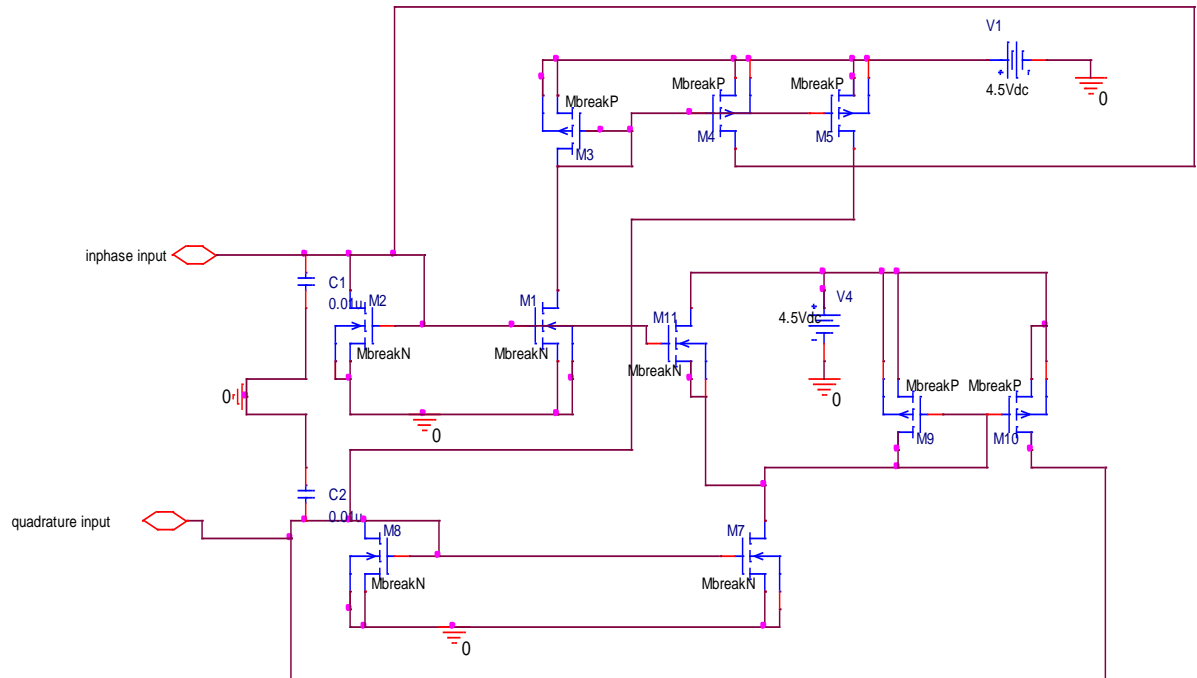 V1
MbreakP
MbreakP
MbreakP
4.5Vdc
0
M3
M4
M5
inphase input
C1
0.01u
M2
M1
M11
V4
4.5Vdc
MbreakN
MbreakN
MbreakN
0
0
0
MbreakP
MbreakP
M9
M10
C2
0.01u
quadrature input
M8
M7
MbreakN
MbreakN
0